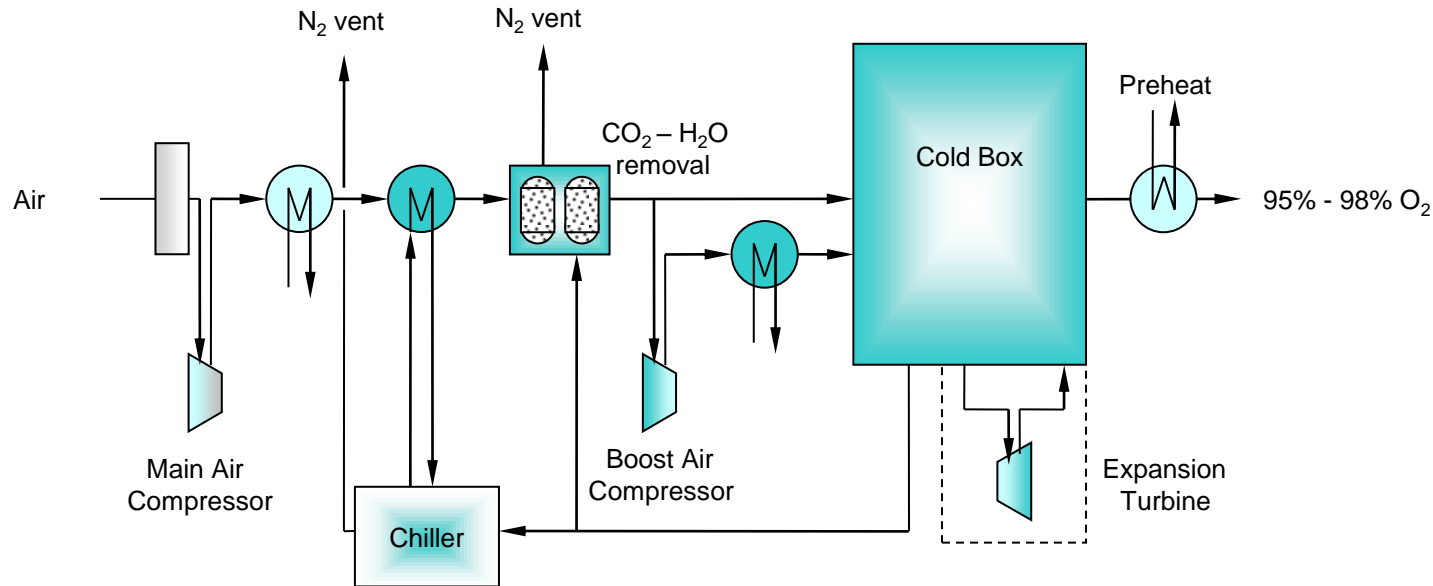 N₂ vent
N₂ vent
Preheat
CO₂ – H₂O
removal
Cold Box
Air
95% - 98% O₂
Main Air
Compressor
Boost Air
Compressor
Expansion
Turbine
Chiller